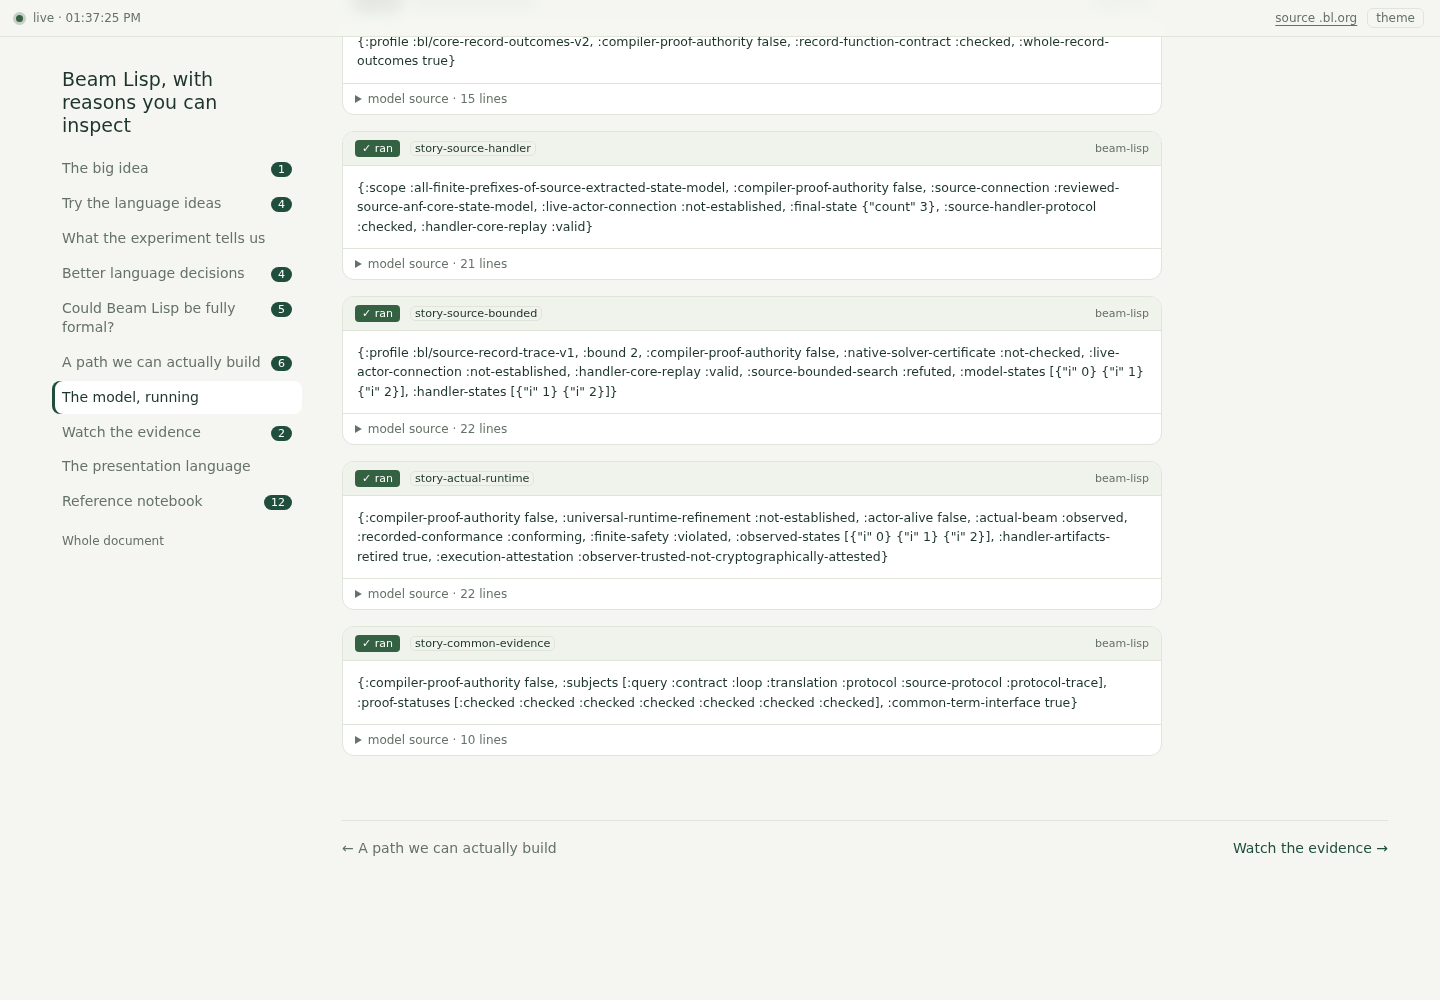 live · 01:37:25 PM
source .bl.org
theme
Beam Lisp, with
reasons you can
inspect
The big idea 1
Try the language ideas 4
What the experiment tells us
Better language decisions 4
Could Beam Lisp be fully 5
formal?
A path we can actually build 6
The model, running
Watch the evidence 2
The presentation language
Reference notebook 12
Whole document
{:profile :bl/core-record-outcomes-v2, :compiler-proof-authority false, :record-function-contract :checked, :whole-record-
outcomes true}
▶ model source · 15 lines
✓ ran story-source-handler beam-lisp
{:scope :all-finite-prefixes-of-source-extracted-state-model, :compiler-proof-authority false, :source-connection :reviewed-
source-anf-core-state-model, :live-actor-connection :not-established, :final-state {"count" 3}, :source-handler-protocol
:checked, :handler-core-replay :valid}
▶ model source · 21 lines
✓ ran story-source-bounded beam-lisp
{:profile :bl/source-record-trace-v1, :bound 2, :compiler-proof-authority false, :native-solver-certificate :not-checked, :live-
actor-connection :not-established, :handler-core-replay :valid, :source-bounded-search :refuted, :model-states [{"i" 0} {"i" 1}
{"i" 2}], :handler-states [{"i" 1} {"i" 2}]}
▶ model source · 22 lines
✓ ran story-actual-runtime beam-lisp
{:compiler-proof-authority false, :universal-runtime-refinement :not-established, :actor-alive false, :actual-beam :observed,
:recorded-conformance :conforming, :finite-safety :violated, :observed-states [{"i" 0} {"i" 1} {"i" 2}], :handler-artifacts-
retired true, :execution-attestation :observer-trusted-not-cryptographically-attested}
▶ model source · 22 lines
✓ ran story-common-evidence beam-lisp
{:compiler-proof-authority false, :subjects [:query :contract :loop :translation :protocol :source-protocol :protocol-trace],
:proof-statuses [:checked :checked :checked :checked :checked :checked :checked], :common-term-interface true}
▶ model source · 10 lines
← A path we can actually build
Watch the evidence →